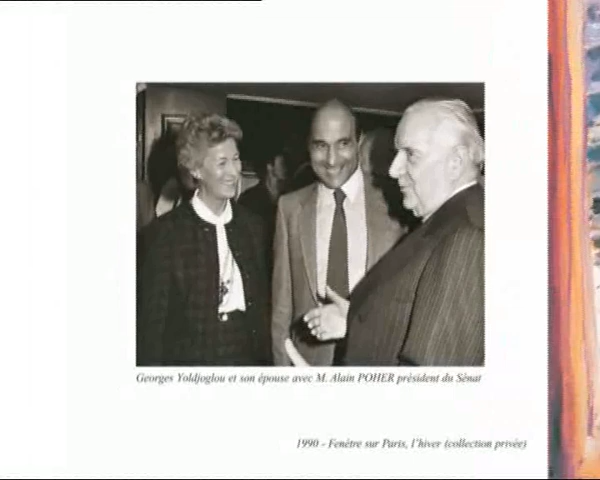 Georges Yoldjoglou et son épouse avec M. Alain POHER président du Sénat
1990 - Fenêtre sur Paris, l'hiver (collection privée)